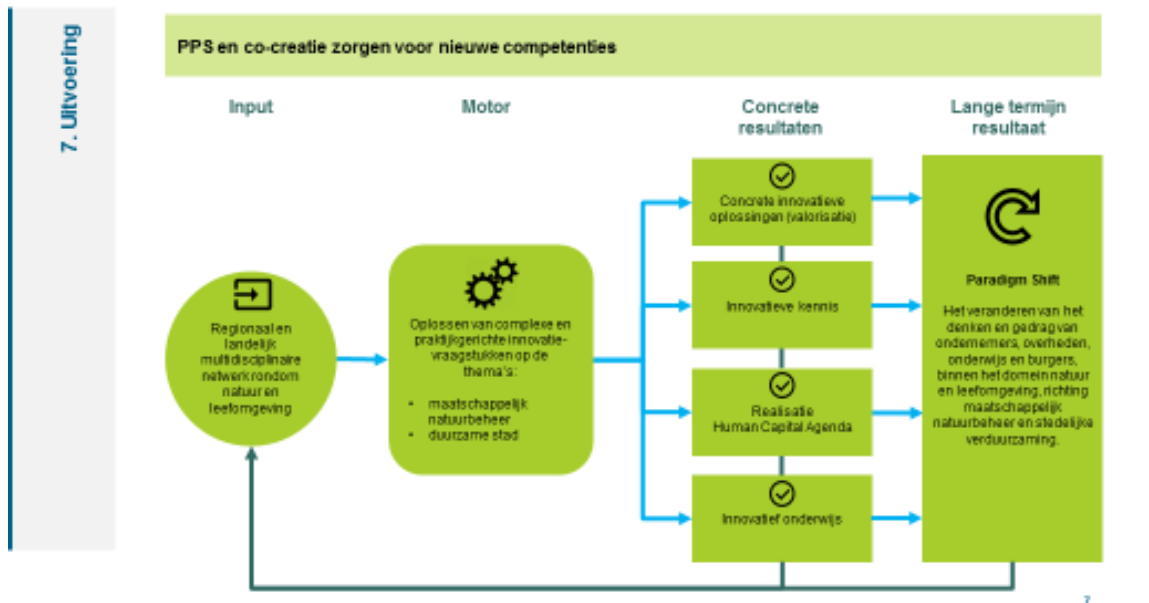 7. Uitvoering
PPS en co-creatie zorgen voor nieuwe competenties
Input
Motor
Concrete
resultaten
Lange termijn
resultaat
Regionaal en
landelijk
multidisciplinaire
netwerk rondom
natuur en
leefomgeving
Oplossen van complexe en
praktijkgerichte innovatie-
vraagstukken op de
thema's:
• maatschappelijk
natuurbeheer
• duurzame stad
Concrete innovatieve
oplossingen (valorisatie)
Innovatieve kennis
Realisatie
Human Capital Agenda
Innovatief onderwijs
Paradigm Shift
Het veranderen van het
denken en gedrag van
ondernemers, overheden,
onderwijs en burgers,
binnen het domein natuur
en leefomgeving, richting
maatschappelijk
natuurbeheer en stedelijke
verduurzaming.
7